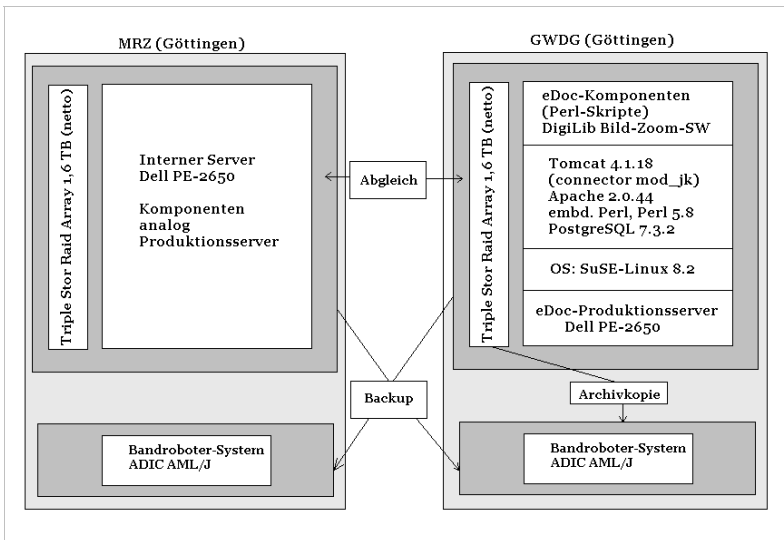 MRZ (Göttingen)
Triple Stor Raid Array 1,6 TB (netto)
Interner Server
Dell PE-2650
Komponenten
analog
Produktionsserver
Bandroboter-System
ADIC AML/J
Abgleich
Backup
GWDG (Göttingen)
Triple Stor Raid Array 1,6 TB (netto)
eDoc-Komponenten
(Perl-Skripte)
DigiLib Bild-Zoom-SW
Tomcat 4.1.18
(connector mod_jk)
Apache 2.0.44
embd. Perl, Perl 5.8
PostgreSQL 7.3.2
OS: SuSE-Linux 8.2
eDoc-Produktionsserver
Dell PE-2650
Archivkopie
Bandroboter-System
ADIC AML/J